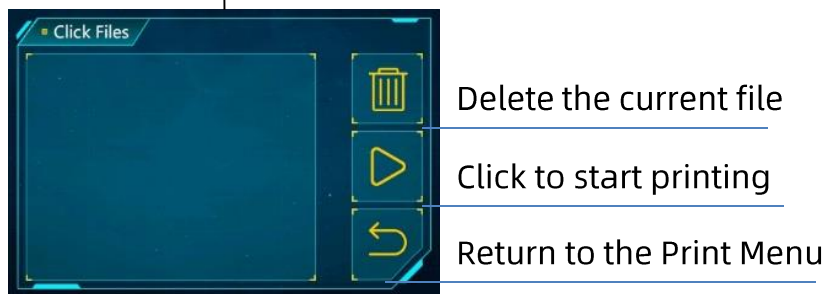 Click Files
Delete the current file
Click to start printing
Return to the Print Menu